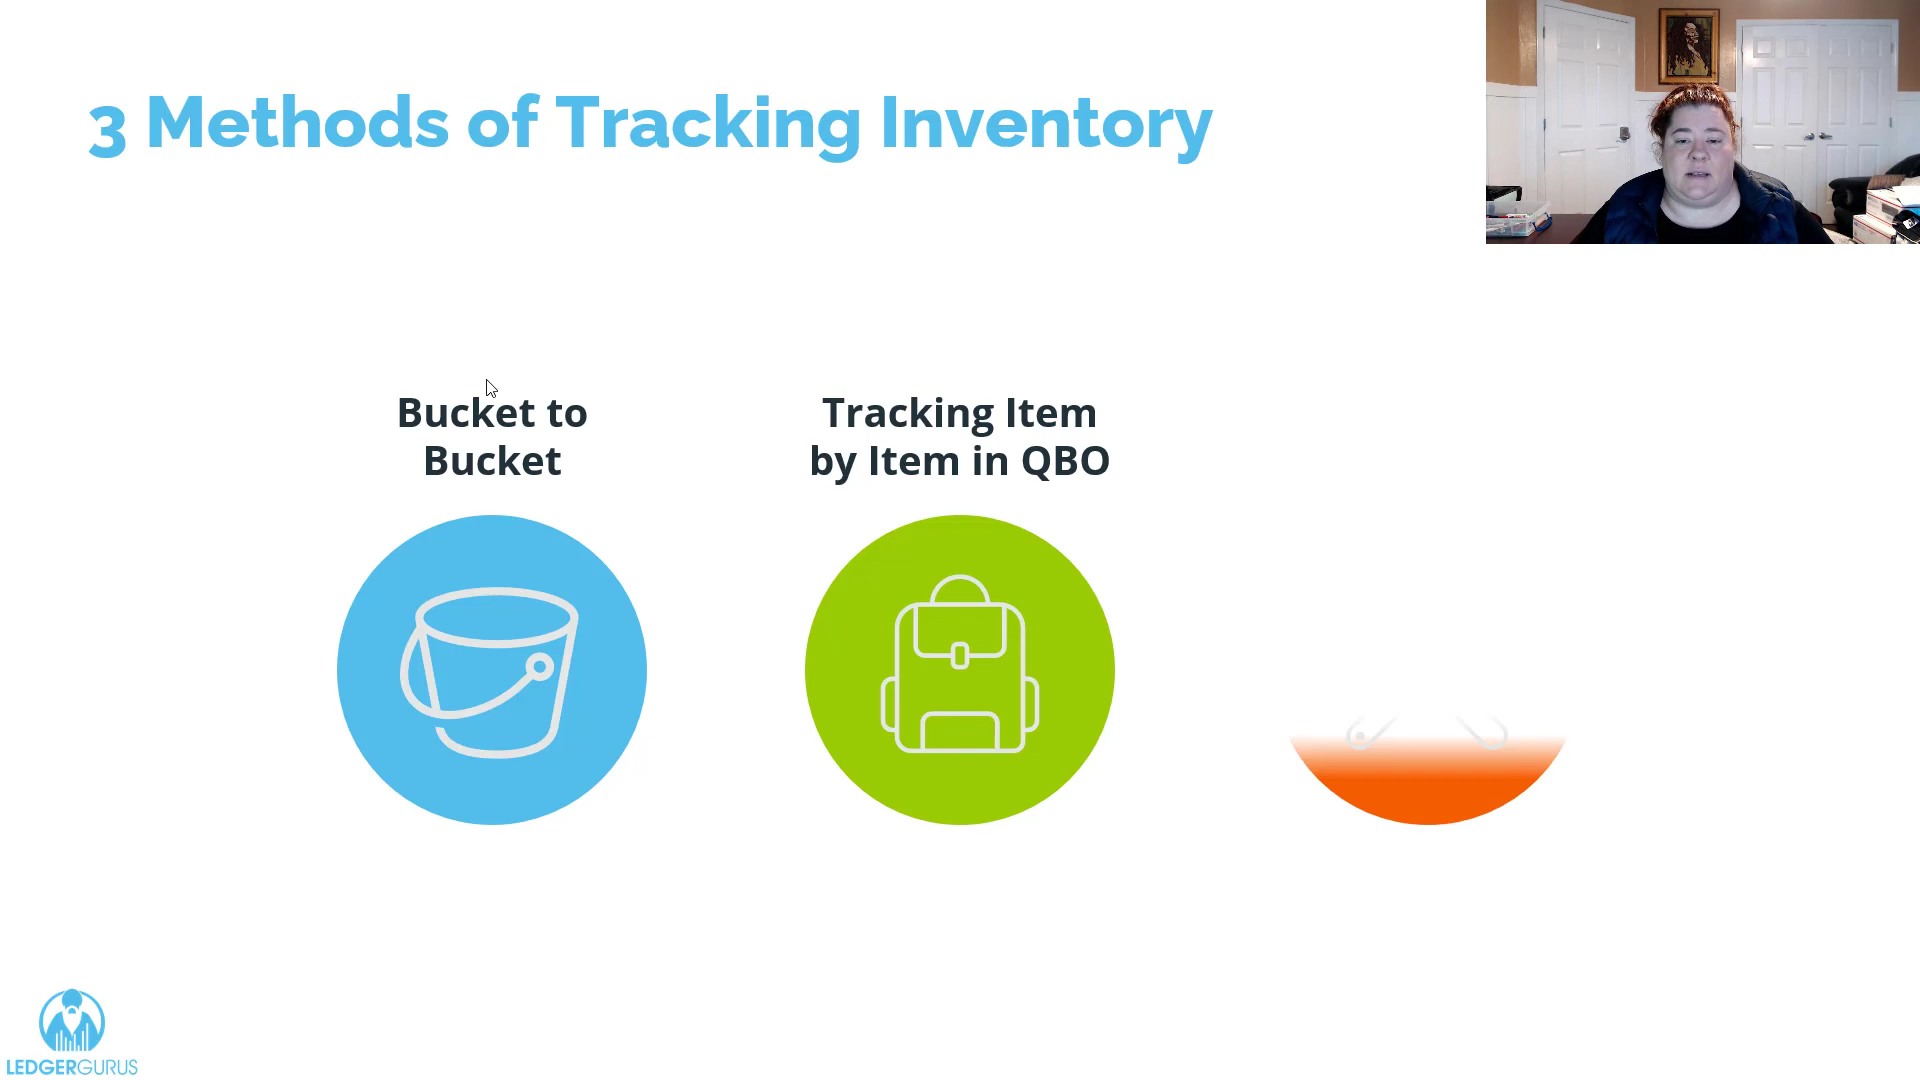 3 Methods of Tracking Inventory
Bucket to
Bucket
Tracking Item
by Item in QBO
LEDGERGURUS